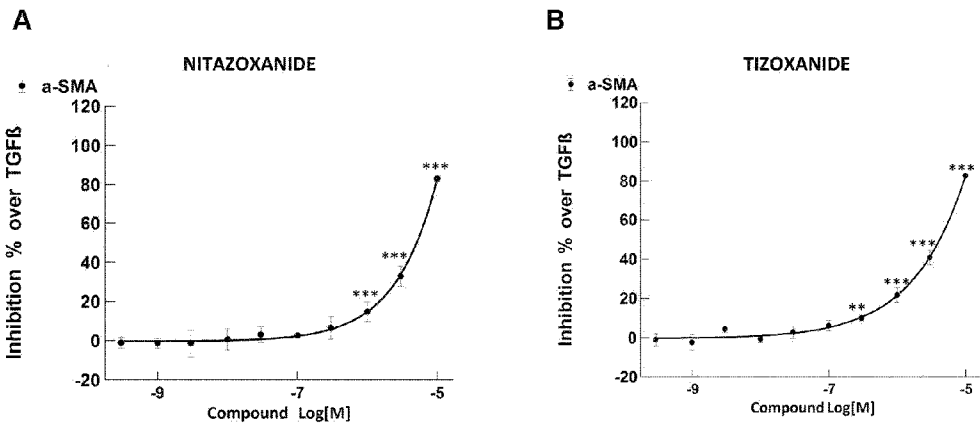 A
NITAZOXANIDE
a-SMA
120
100
80
60
40
20
0
-20
Inhibition % over TGFß
***
***
***
-9
-7
-5
Compound Log[M]
B
TIZOXANIDE
a-SMA
120
100
80
60
40
20
0
-20
Inhibition % over TGFß
***
***
***
**
-9
-7
-5
Compound Log[M]